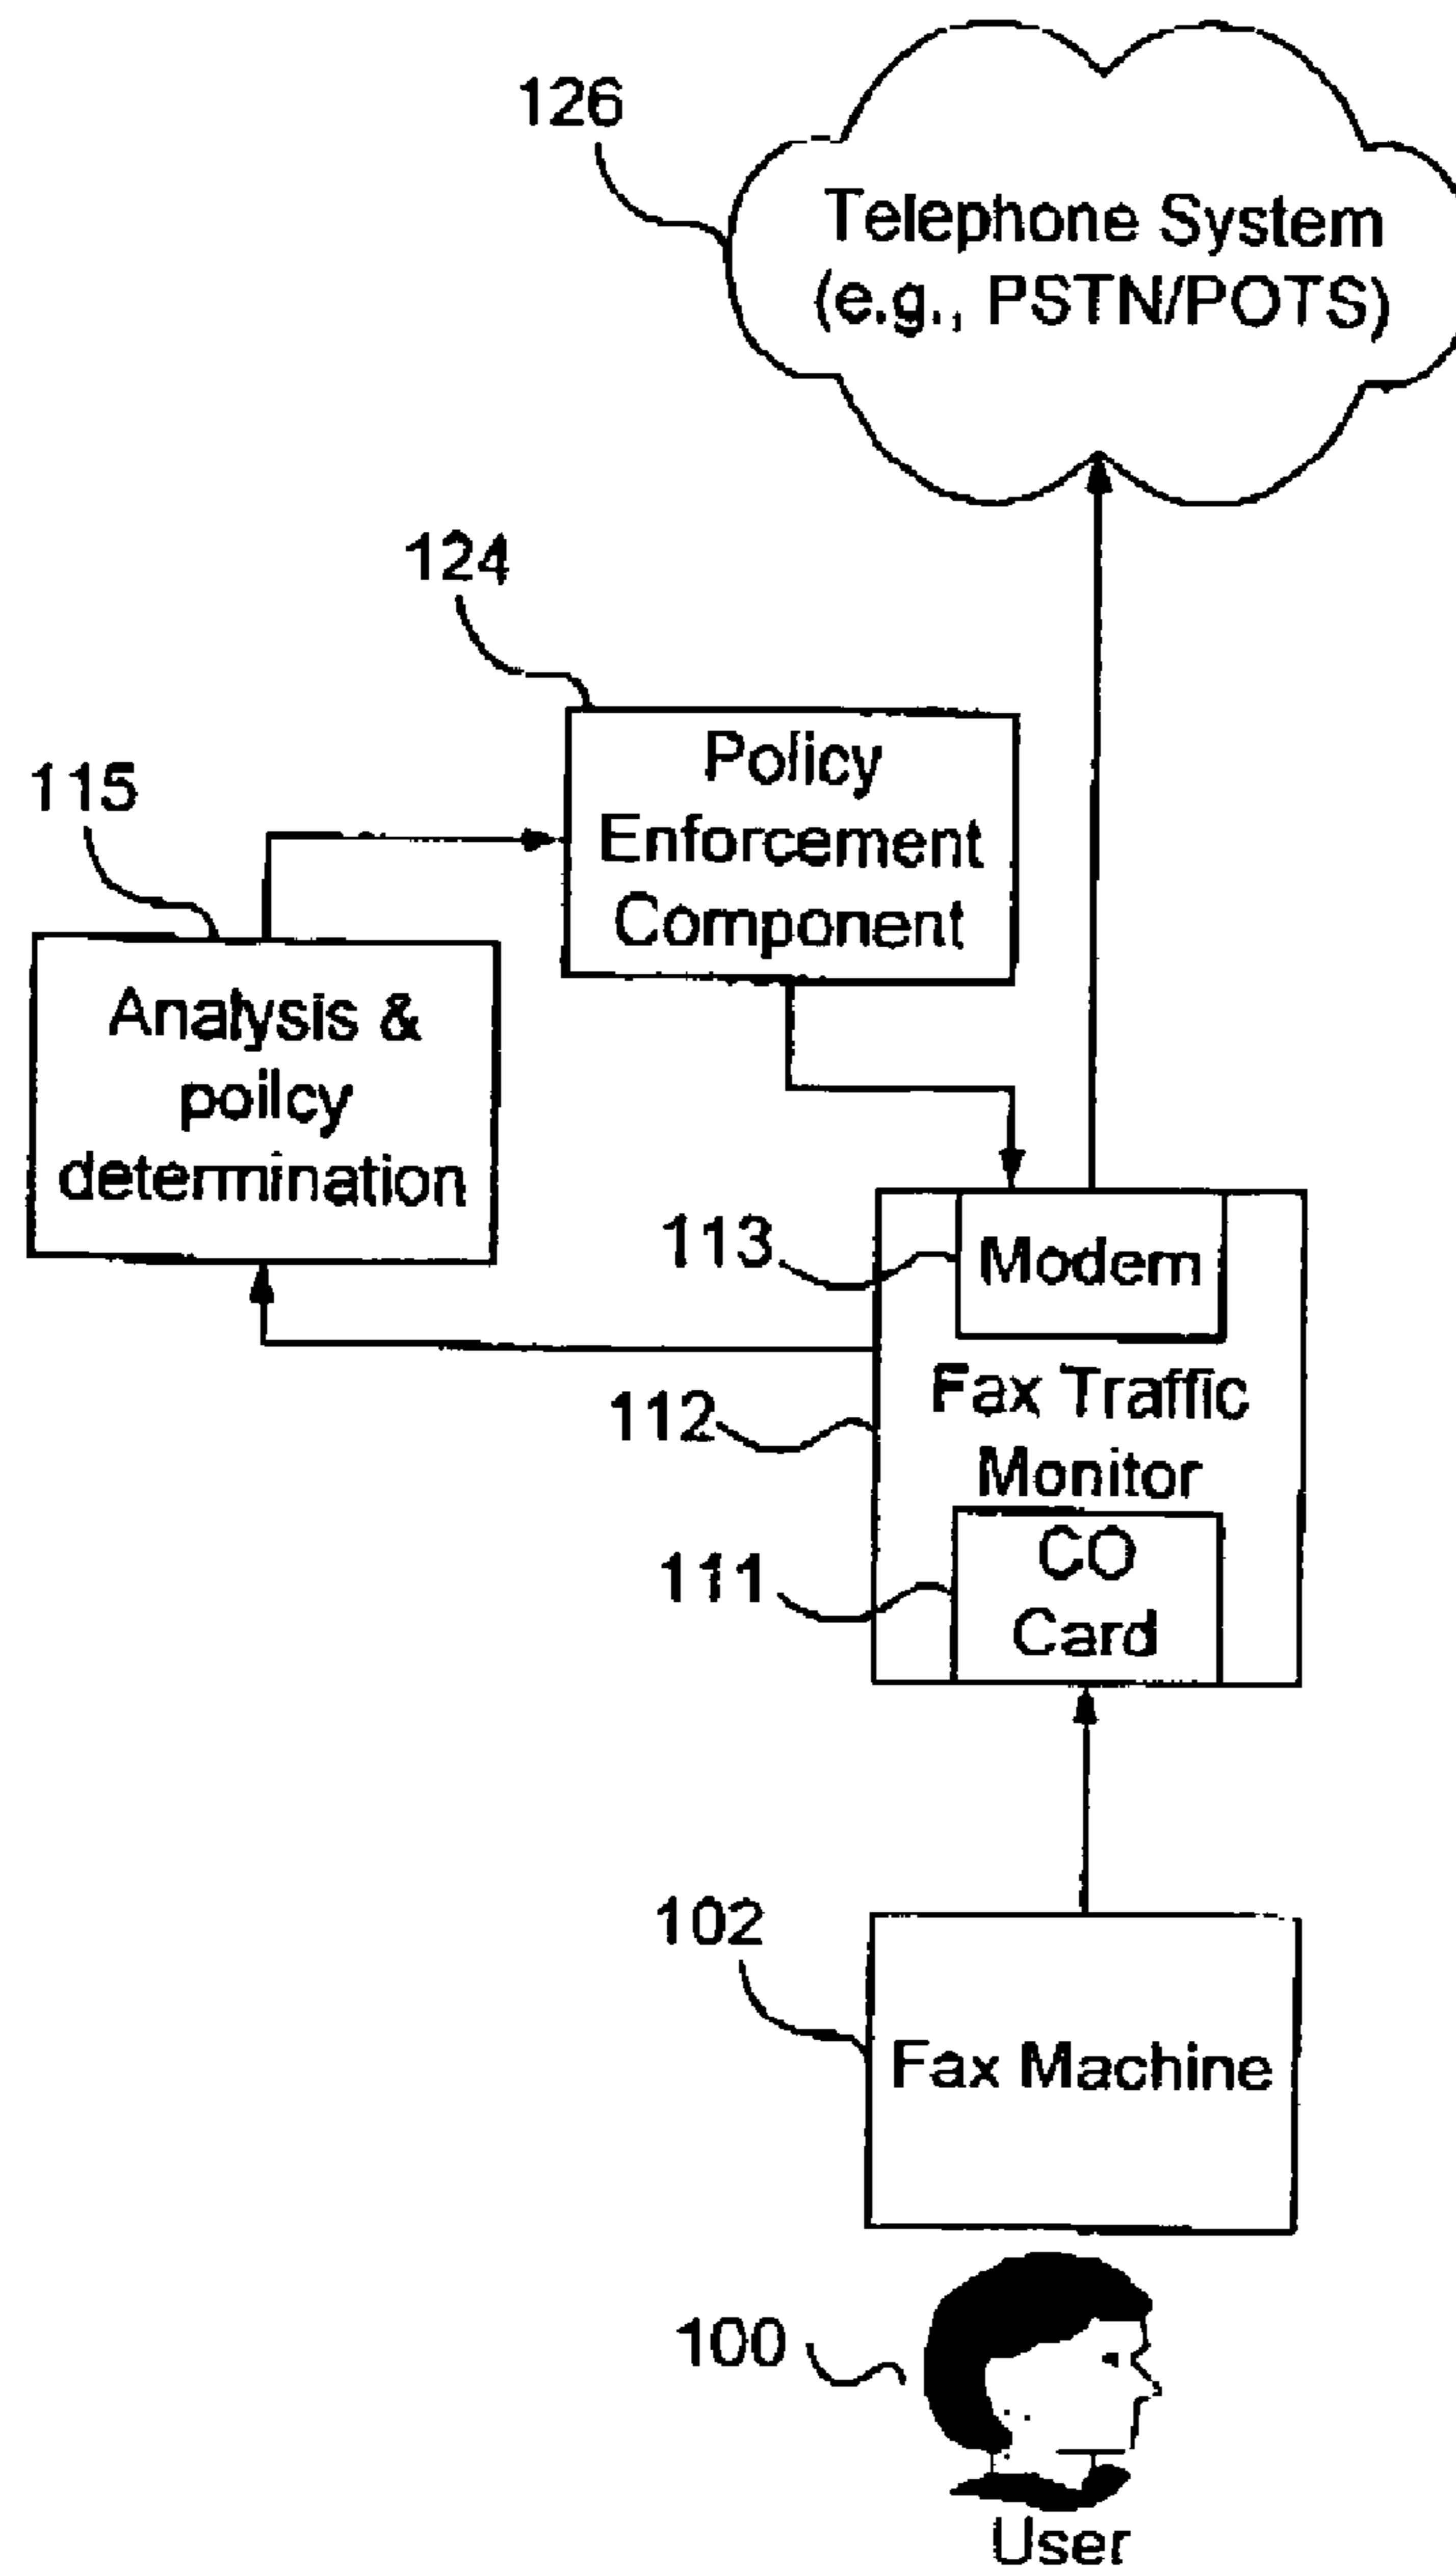 126
Telephone System
(e.g., PSTN/POTS)
124
Policy
Enforcement
Component
115
Analysis &
poilcy
determination
113
Modem
112
Fax Traffic
Monitor
111
CO
Card
102
Fax Machine
100
User